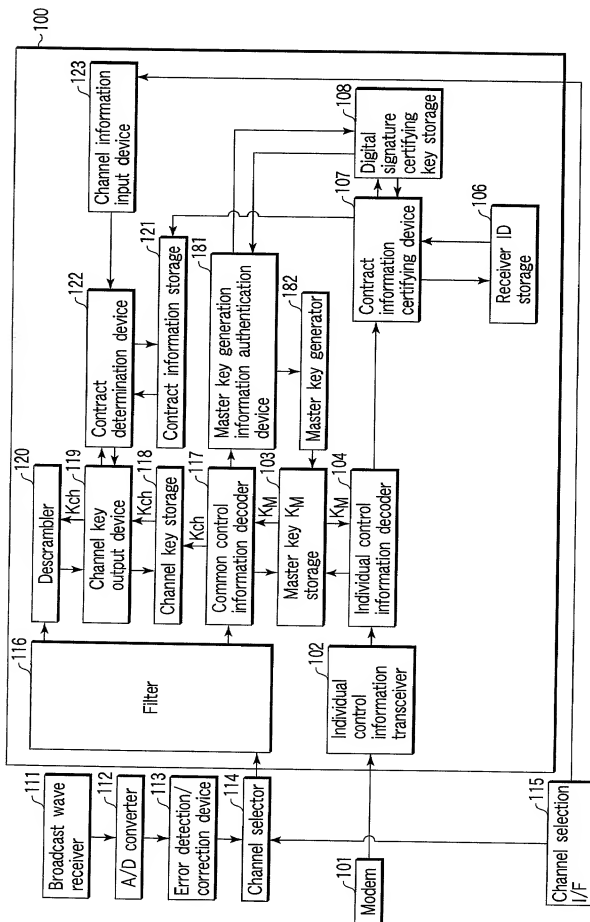 100
111
Broadcast wave
receiver
112
A/D converter
113
Error detection/
correction device
114
Channel selector
116
Filter
120
Descrambler
Kch
119
Channel key
output device
Kch
118
Channel key storage
Kch
117
Common control
information decoder
KM
103
Master key KM
storage
KM
104
Individual control
information decoder
122
Contract
determination device
123
Channel information
input device
121
Contract information storage
181
Master key generation
information authentication
device
182
Master key generator
108
Digital
signature
certifying
key storage
107
Contract information
certifying device
106
Receiver ID
storage
102
Individual
control
information
transceiver
101
Modem
115
Channel selection
I/F